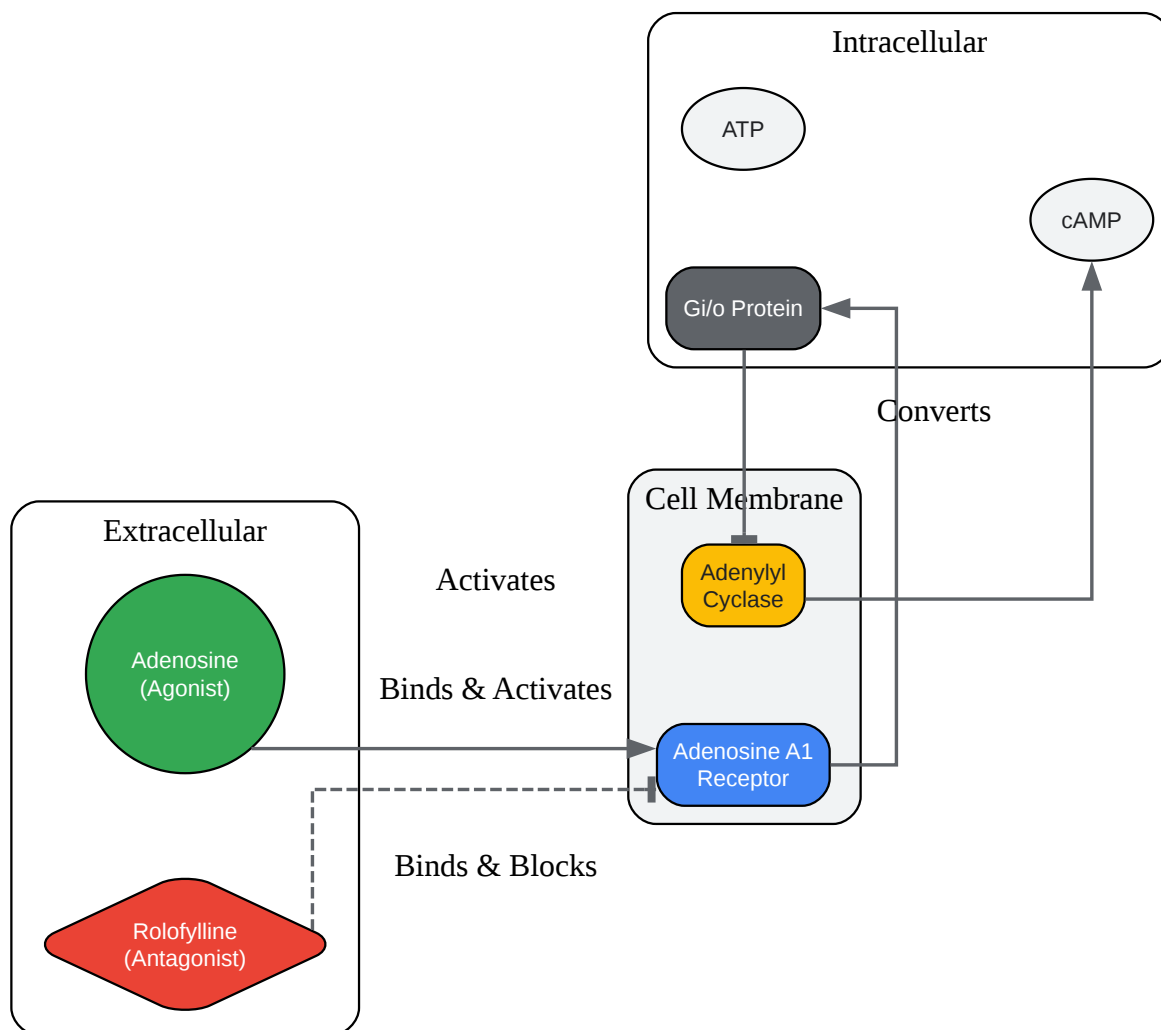 Intracellular
ATP
cAMP
Gi/o Protein
Converts
Cell Membrane
Extracellular
Adenylyl
Cyclase
Activates
Adenosine
(Agonist)
Binds & Activates
Adenosine A1
Receptor
Binds & Blocks
Rolofylline
(Antagonist)